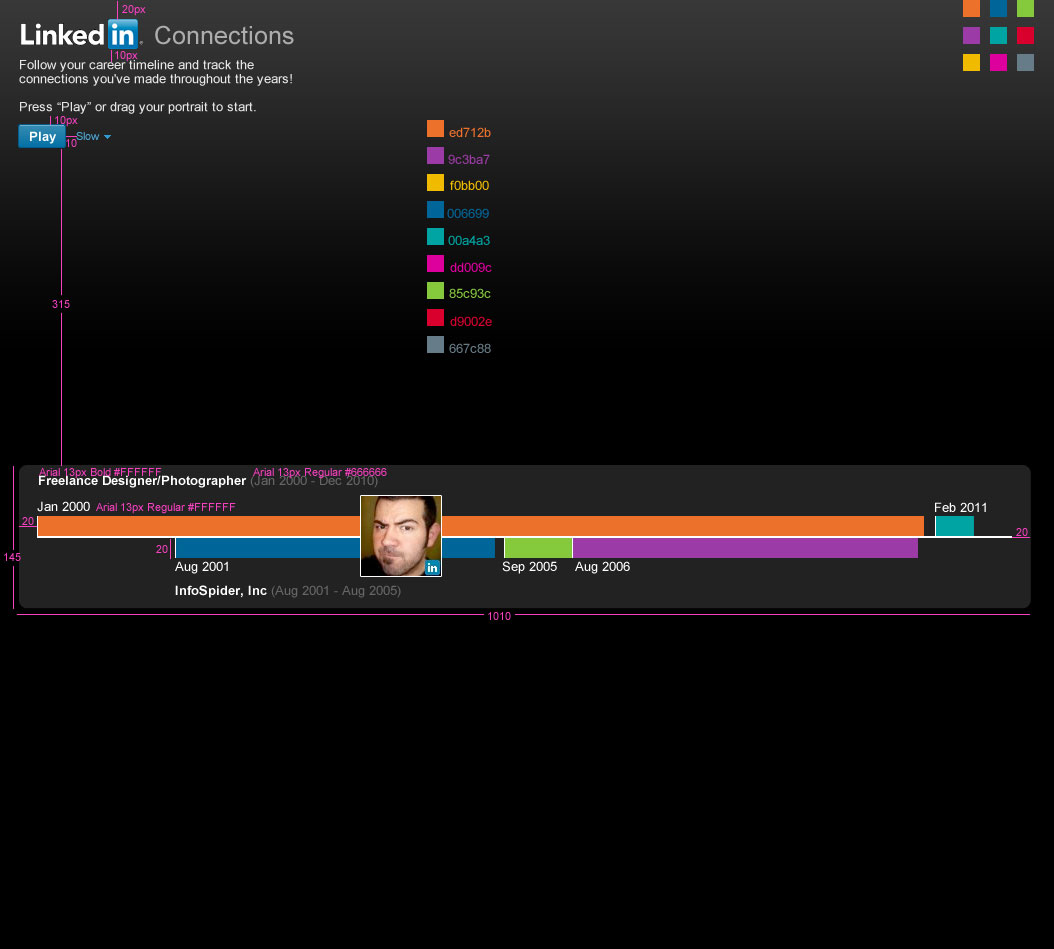 20px
Linked in Connections
10px
Follow your career timeline and track the
connections you've made throughout the years!
Press “Play” or drag your portrait to start.
10px
Play Slow
10
ed712b
9c3ba7
f0bb00
006699
00a4a3
dd009c
85c93c
d9002e
667c88
315
Arial 13px Bold #FFFFFF Arial 13px Regular #666666
Freelance Designer/Photographer (Jan 2000 - Dec 2010)
Jan 2000 Arial 13px Regular #FFFFFF Feb 2011
20
20
20
145
in
Aug 2001 Sep 2005 Aug 2006
InfoSpider, Inc (Aug 2001 - Aug 2005)
1010